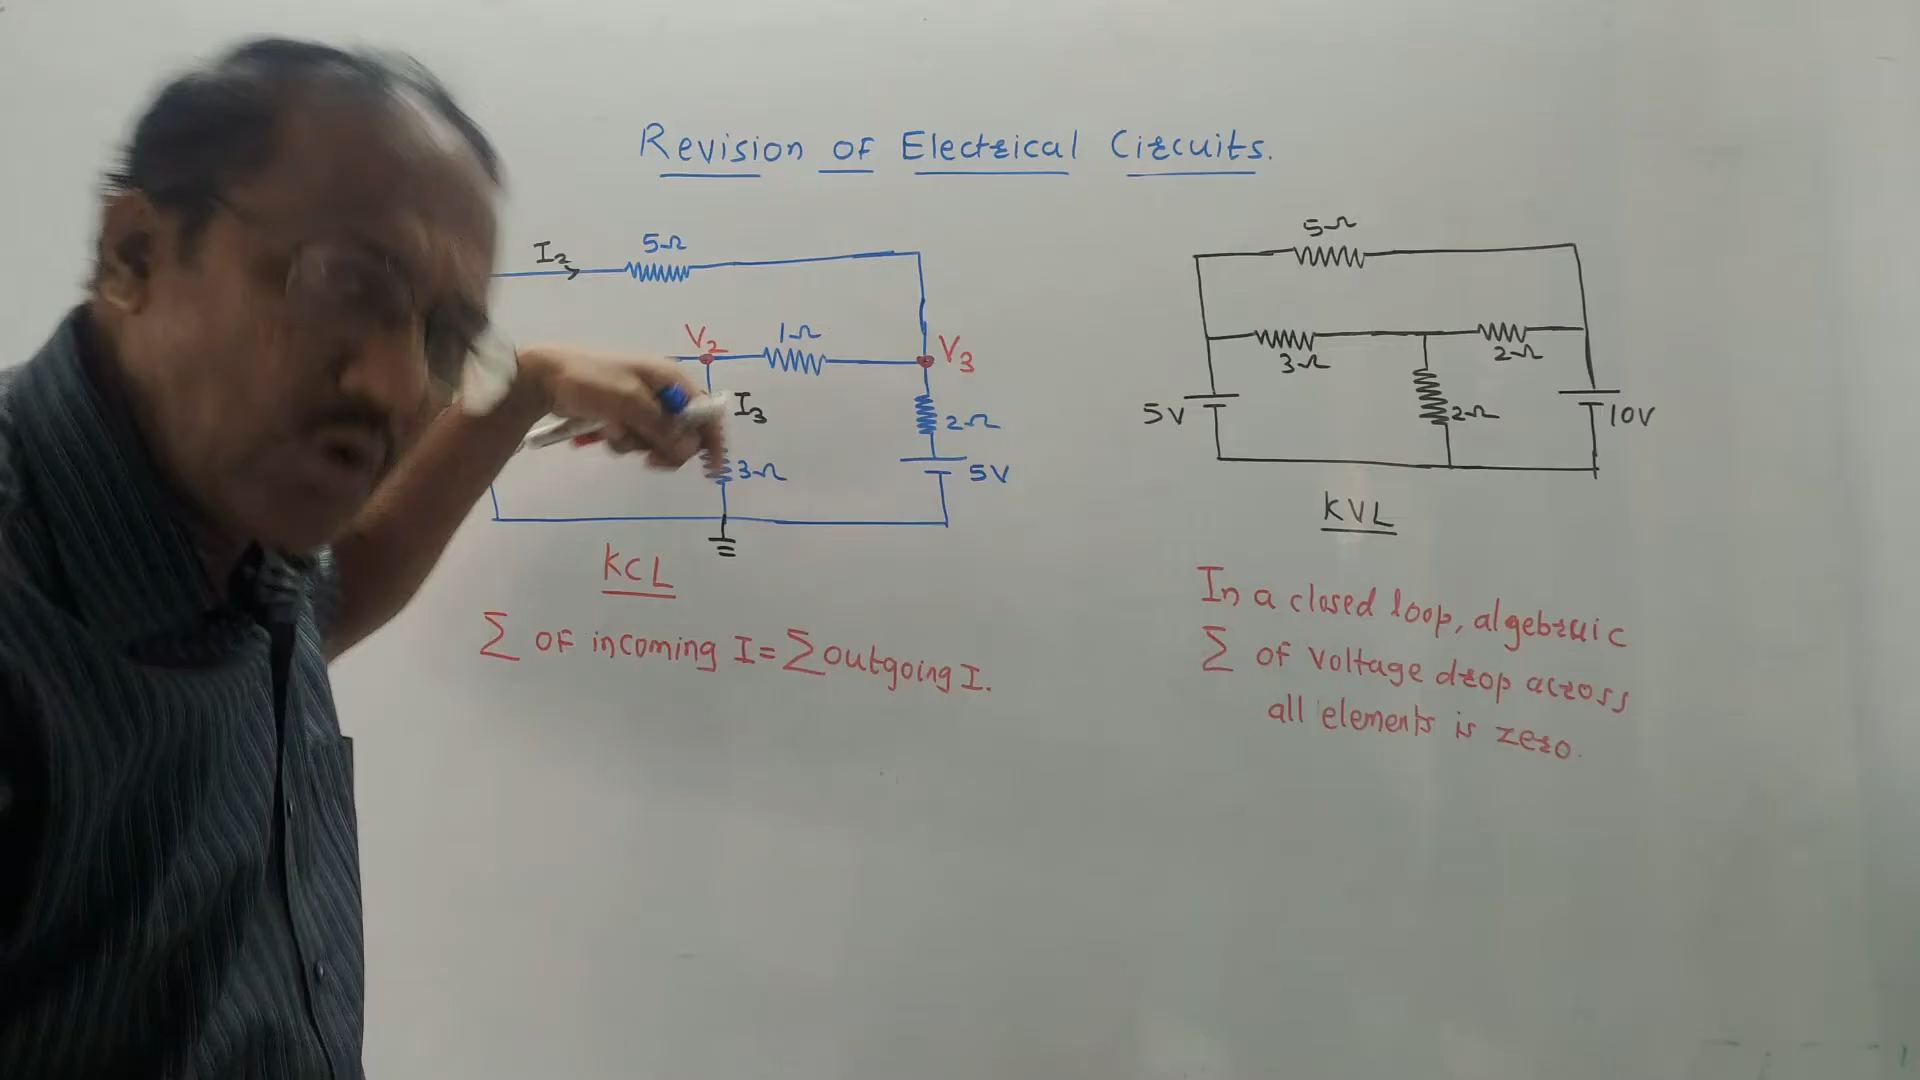 Revision of Electrical Circuits.
I₂
5Ω
V₂
1Ω
V₃
I₃
2Ω
3Ω
5V
KCL
Σ of incoming I = Σ outgoing I.
5Ω
3Ω
2Ω
5V
2Ω
10V
KVL
In a closed loop, algebraic
Σ of voltage drop across
all elements is zero.